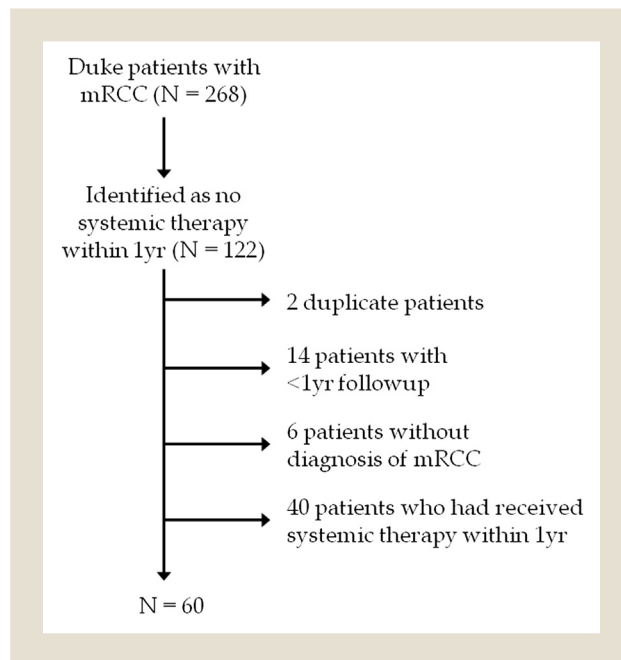 Duke patients with
mRCC (N = 268)
Identified as no
systemic therapy
within 1yr (N = 122)
2 duplicate patients
14 patients with
<1yr followup
6 patients without
diagnosis of mRCC
40 patients who had received
systemic therapy within 1yr
N = 60